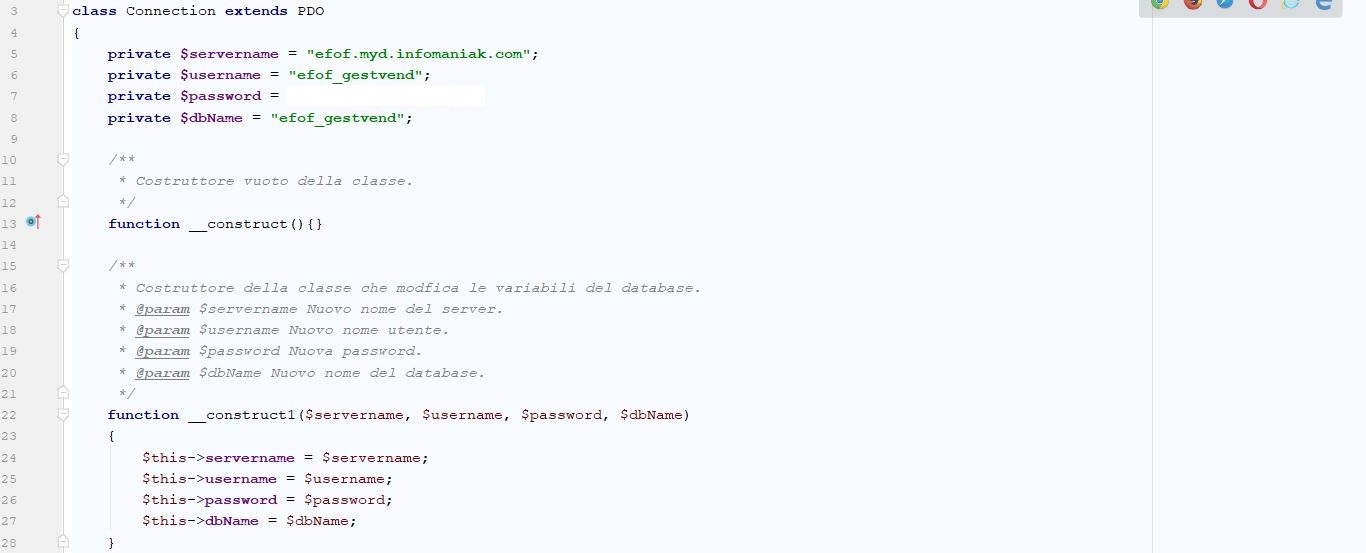 3 class Connection extends PDO
4 {
5 private $servername = "efof.myd.infomaniak.com";
6 private $username = "efof_gestvend";
7 private $password =
8 private $dbName = "efof_gestvend";
9
10 /**
11 * Costruttore vuoto della classe.
12 */
13 function __construct(){}
14
15 /**
16 * Costruttore della classe che modfica le variabili del database.
17 * @param $servername Nuovo nome del server.
18 * @param $username Nuovo nome utente.
19 * @param $password Nuova password.
20 * @param $dbName Nuovo nome del database.
21 */
22 function __construct1($servername, $username, $password, $dbName)
23 {
24 $this->servername = $servername;
25 $this->username = $username;
26 $this->password = $password;
27 $this->dbName = $dbName;
28 }